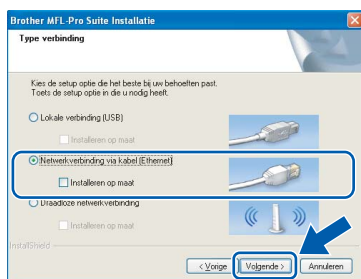 Brother MFL-Pro Suite Installatie
Type verbinding
Kies de setup optie die het beste bij uw behoeften past.
Toets de setup optie in die u nodig heeft.
Lokale verbinding (USB)
Installeren op maat
Netwerkverbinding via kabel (Ethernet)
Installeren op maat
Draadloze netwerkverbinding
Installeren op maat
InstallShield
< Vorige Volgende > Annuleren